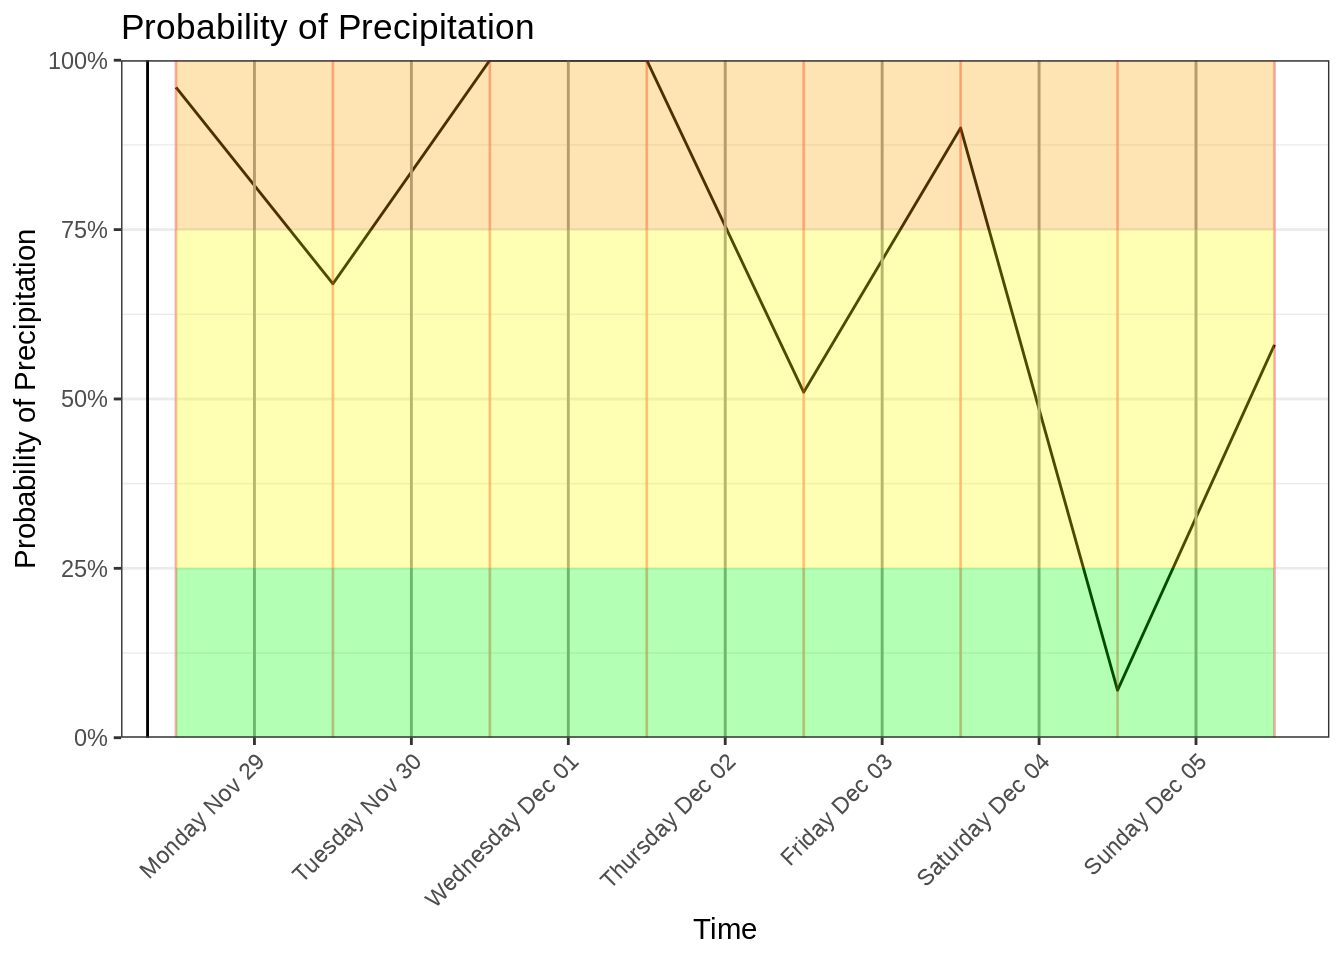 Probability of Precipitation
Probability of Precipitation
100%
75%
50%
25%
0%
Monday Nov 29
Tuesday Nov 30
Wednesday Dec 01
Thursday Dec 02
Friday Dec 03
Saturday Dec 04
Sunday Dec 05
Time